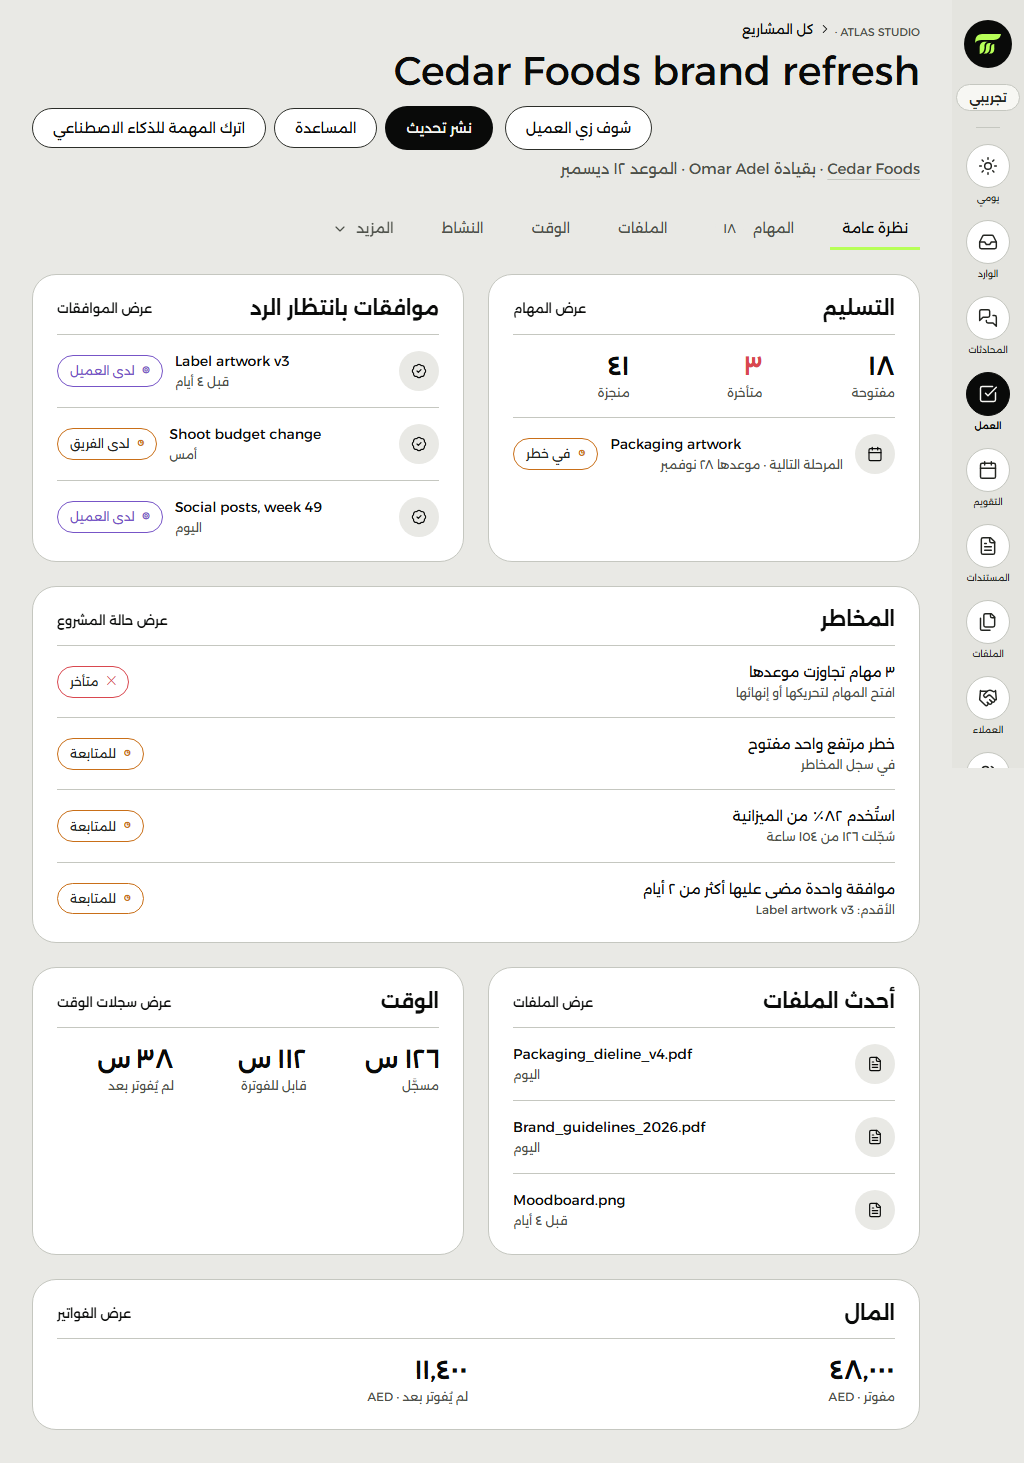 ATLAS STUDIO ·
كل المشاريع
Cedar Foods brand refresh
شوف زي العميل
نشر تحديث
المساعدة
اترك المهمة للذكاء الاصطناعي
Cedar Foods · بقيادة Omar Adel · الموعد ١٢ ديسمبر
نظرة عامة
المهام ١٨
الملفات
الوقت
النشاط
المزيد
تجريبي
يومي
الوارد
المحادثات
العمل
التقويم
المستندات
الملفات
العملاء
التسليم
عرض المهام
١٨
مفتوحة
٣
متأخرة
٤١
منجزة
Packaging artwork
المرحلة التالية · موعدها ٢٨ نوفمبر
في خطر
موافقات بانتظار الرد
عرض الموافقات
Label artwork v3
قبل ٤ أيام
لدى العميل
Shoot budget change
أمس
لدى الفريق
Social posts, week 49
اليوم
لدى العميل
المخاطر
عرض حالة المشروع
٣ مهام تجاوزت موعدها
افتح المهام لتحريكها أو إنهائها
متأخر
خطر مرتفع واحد مفتوح
في سجل المخاطر
للمتابعة
استُخدم ٨٢٪ من الميزانية
سُجّلت ١٢٦ من ١٥٤ ساعة
للمتابعة
موافقة واحدة مضى عليها أكثر من ٢ أيام
الأقدم: Label artwork v3
للمتابعة
أحدث الملفات
عرض الملفات
Packaging_dieline_v4.pdf
اليوم
Brand_guidelines_2026.pdf
اليوم
Moodboard.png
قبل ٤ أيام
الوقت
عرض سجلات الوقت
١٢٦ س
مسجّل
١١٢ س
قابل للفوترة
٣٨ س
لم يُفوتر بعد
المال
عرض الفواتير
٤٨,٠٠٠
مفوتر · AED
١١,٤٠٠
لم يُفوتر بعد · AED